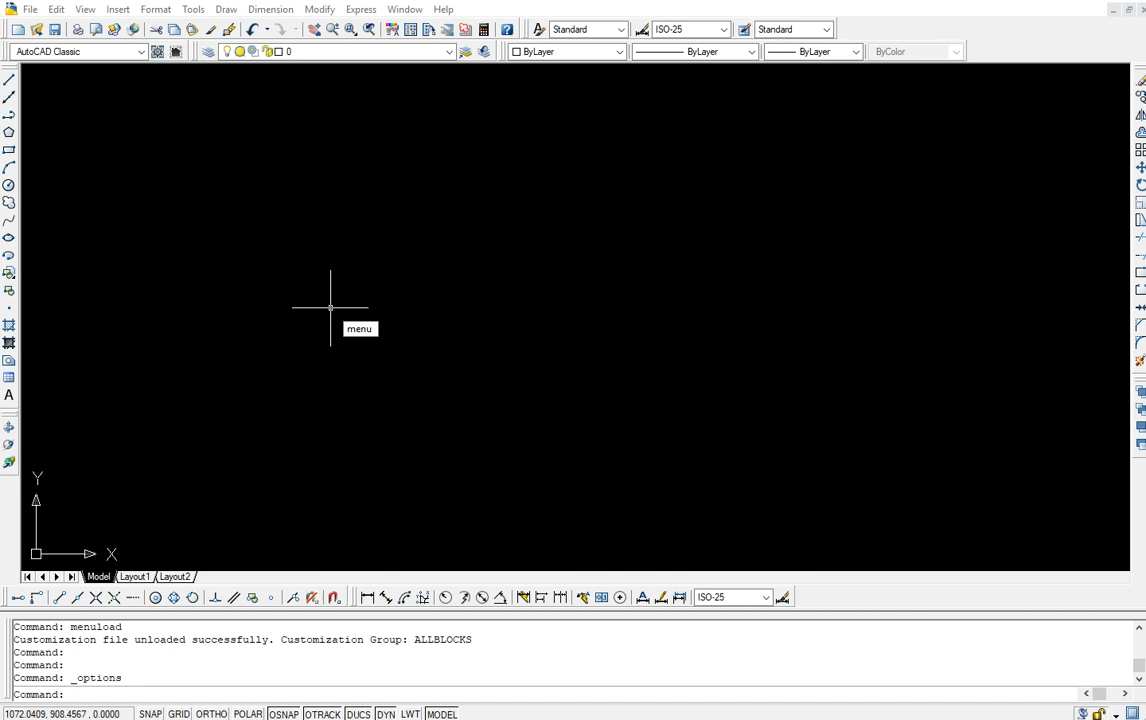 File Edit View Insert Format Tools Draw Dimension Modify Express Window Help
Standard ISO-25 Standard
AutoCAD Classic 0 ByLayer ByLayer ByLayer ByColor
A
menu
Y
X
Model Layout1 Layout2
ISO-25
Command: menuload
Customization file unloaded successfully. Customization Group: ALLBLOCKS
Command:
Command:
Command: _options
Command:
1072.0409, 908.4567 , 0.0000 SNAP GRID ORTHO POLAR OSNAP OTRACK DUCS DYN LWT MODEL